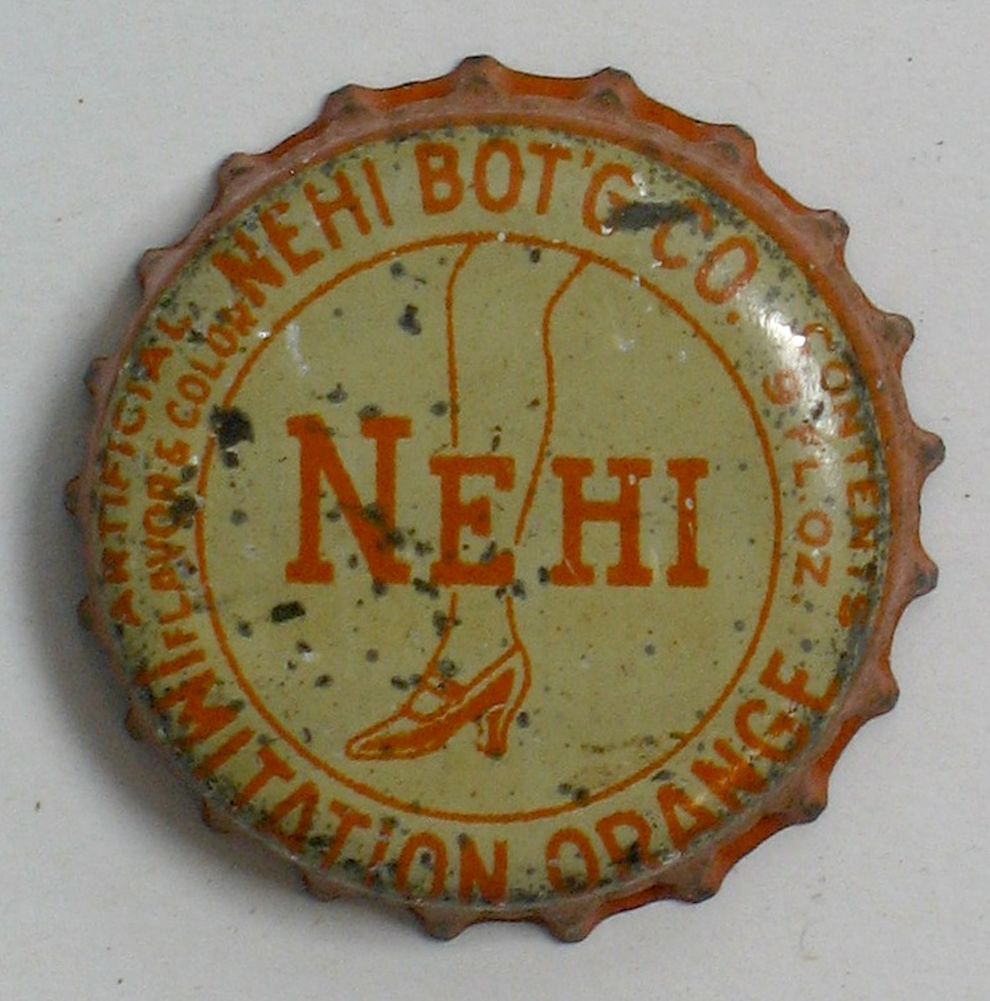 NEHI BOT'G CO.
CONTENTS
9 FL. OZ.
NEHI
ARTIFICIAL
FLAVOR & COLOR
IMITATION ORANGE